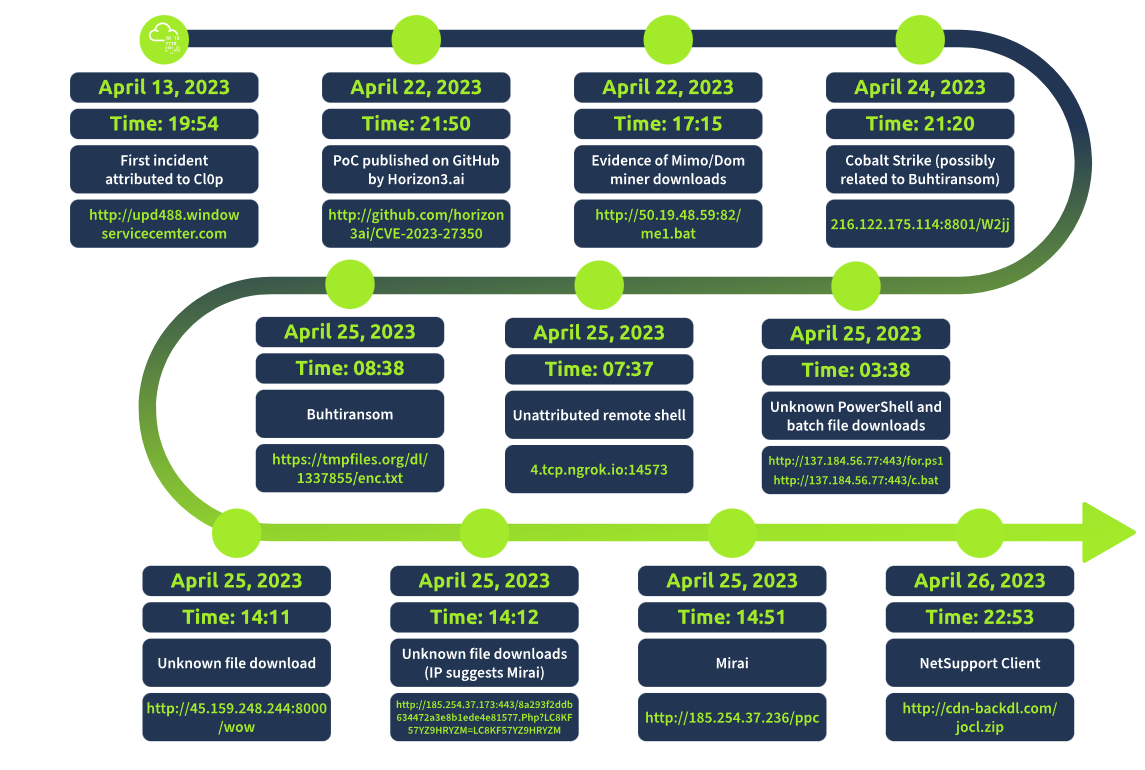 April 13, 2023
Time: 19:54
First incident
attributed to Cl0p
http://upd488.window
servicecemter.com
April 22, 2023
Time: 21:50
PoC published on GitHub
by Horizon3.ai
http://github.com/horizon
3ai/CVE-2023-27350
April 22, 2023
Time: 17:15
Evidence of Mimo/Dom
miner downloads
http://50.19.48.59:82/
me1.bat
April 24, 2023
Time: 21:20
Cobalt Strike (possibly
related to Buhtiransom)
216.122.175.114:8801/W2jj
April 25, 2023
Time: 03:38
Unknown PowerShell and
batch file downloads
http://137.184.56.77:443/for.ps1
http://137.184.56.77:443/c.bat
April 25, 2023
Time: 07:37
Unattributed remote shell
4.tcp.ngrok.io:14573
April 25, 2023
Time: 08:38
Buhtiransom
https://tmpfiles.org/dl/
1337855/enc.txt
April 25, 2023
Time: 14:11
Unknown file download
http://45.159.248.244:8000
/wow
April 25, 2023
Time: 14:12
Unknown file downloads
(IP suggests Mirai)
http://185.254.37.173:443/8a293f2ddb
634472a3e8b1ede4e81577.Php?LC8KF
57YZ9HRYZM=LC8KF57YZ9HRYZM
April 25, 2023
Time: 14:51
Mirai
http://185.254.37.236/ppc
April 26, 2023
Time: 22:53
NetSupport Client
http://cdn-backdl.com/
jocl.zip